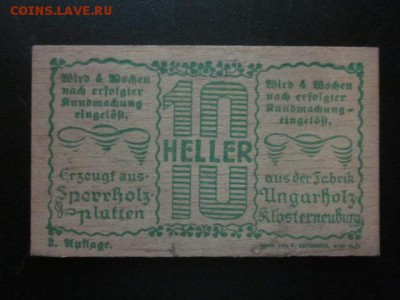 COINS.LAVE.RU
Wird 4 Wochen
nach erfolgter
Kundmachung
eingelöst.
Erzeugt aus
Sperrholz-
platten
2. Auflage.
10
HELLER
10
Wird 4 Wochen
nach erfolgter
Kundmachung-
eingelöst.
aus der Fabrik
Ungarholz-
Klosterneuburg